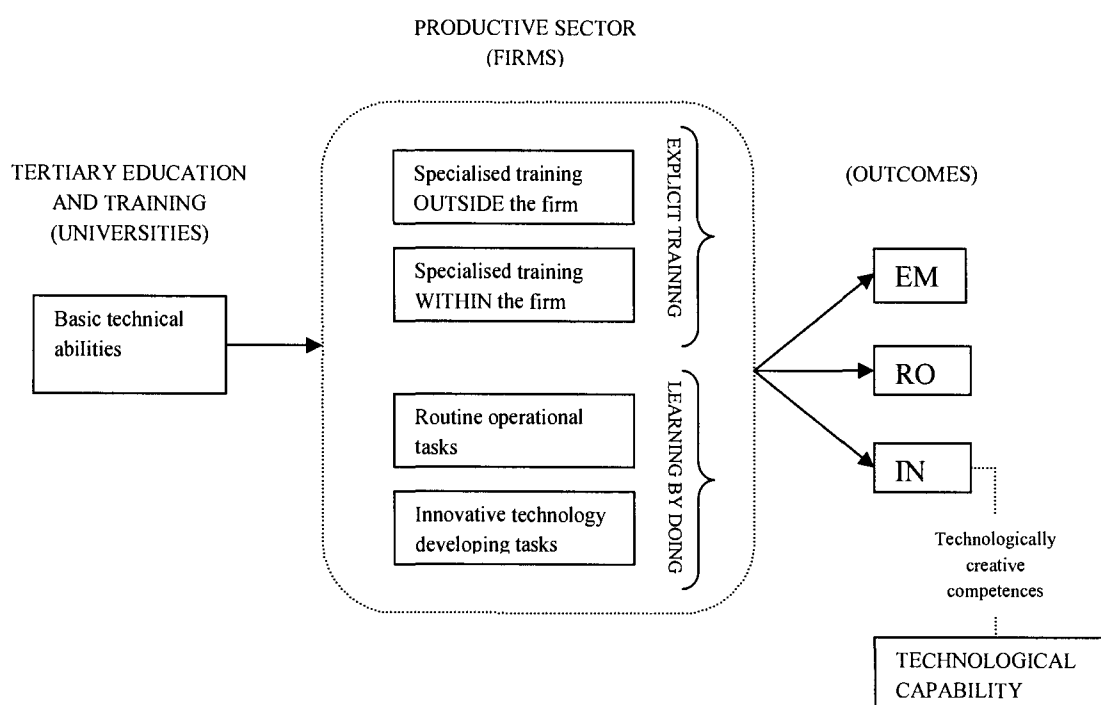 PRODUCTIVE SECTOR
(FIRMS)
TERTIARY EDUCATION
AND TRAINING
(UNIVERSITIES)
Basic technical
abilities
Specialised training
OUTSIDE the firm
Specialised training
WITHIN the firm
EXPLICIT TRAINING
Routine operational
tasks
Innovative technology
developing tasks
LEARNING BY DOING
(OUTCOMES)
EM
RO
IN
Technologically
creative
competences
TECHNOLOGICAL
CAPABILITY